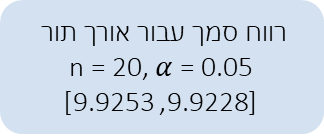 רווח סמך עבור אורך תור
n = 20, α = 0.05
[9.9253 ,9.9228]